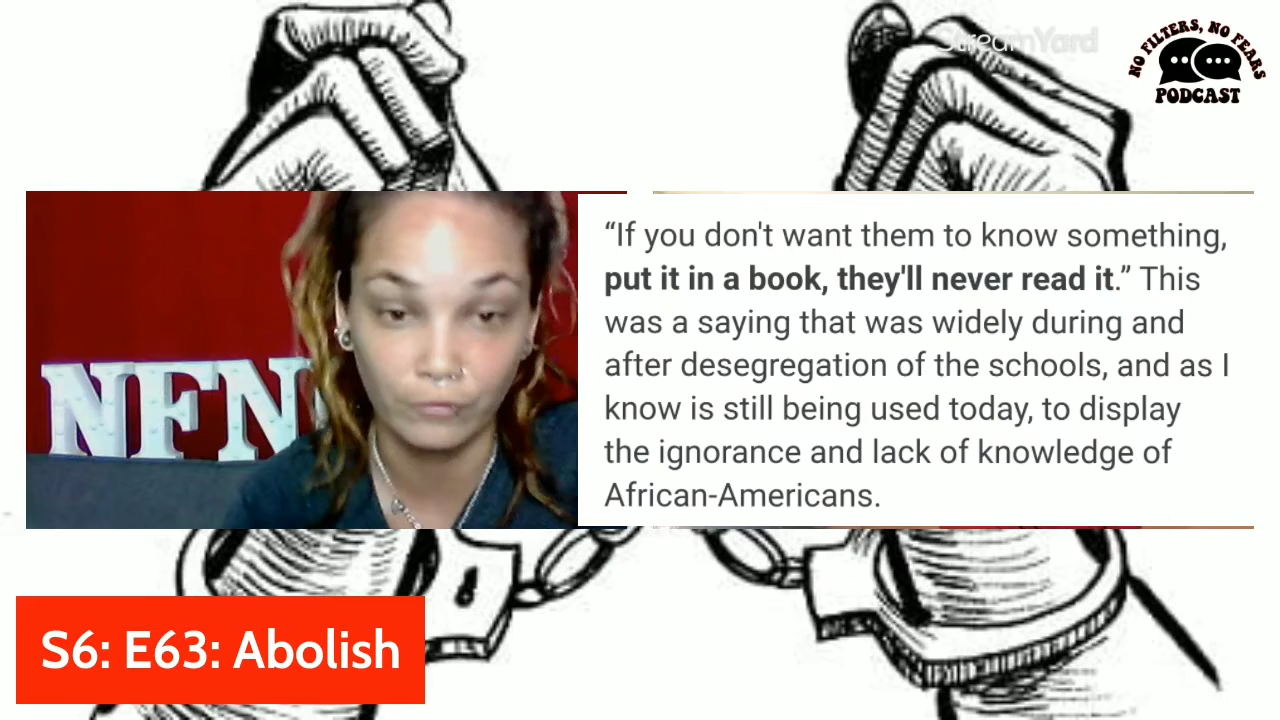 StreamYard
NO FILTERS, NO FEARS
PODCAST
NFN
“If you don't want them to know something,
put it in a book, they'll never read it.” This
was a saying that was widely during and
after desegregation of the schools, and as I
know is still being used today, to display
the ignorance and lack of knowledge of
African-Americans.
S6: E63: Abolish